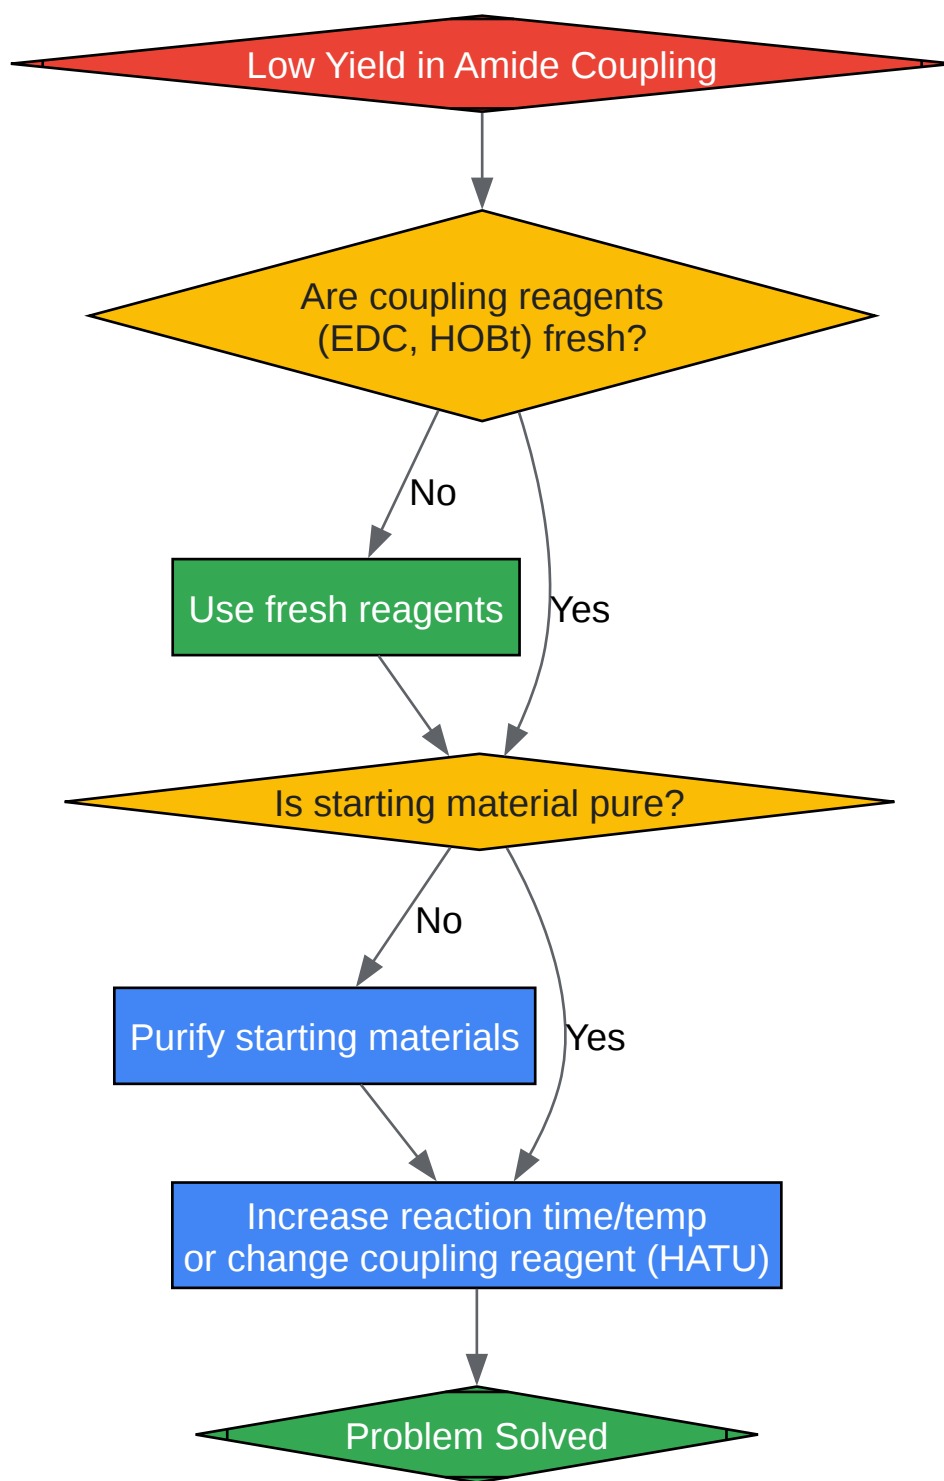 Low Yield in Amide Coupling
Are coupling reagents
(EDC, HOBt) fresh?
No
Use fresh reagents
Yes
Is starting material pure?
No
Purify starting materials
Yes
Increase reaction time/temp
or change coupling reagent (HATU)
Problem Solved